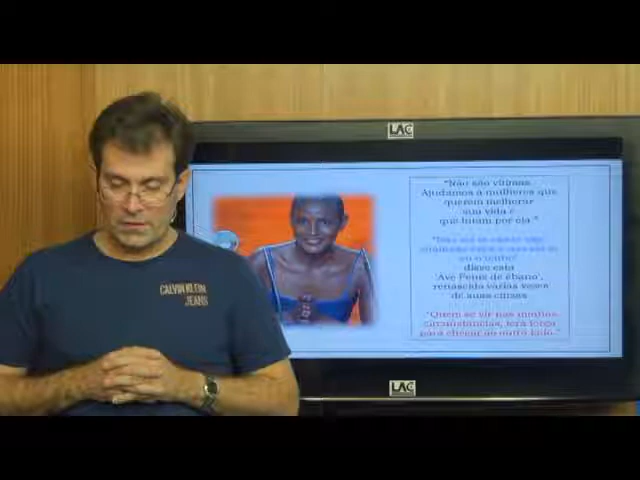 LAC
"Não são vítimas.
Ajudamos a mulheres que
querem melhorar
sua vida e
que lutam por ela."
disse esta
'Ave Fenix de ébano',
renascida várias vezes
de suas cinzas
"Quem se vir nas minhas
circunstâncias, terá força
para chegar ao outro lado."
CALVIN KLEIN
JEANS
LAC